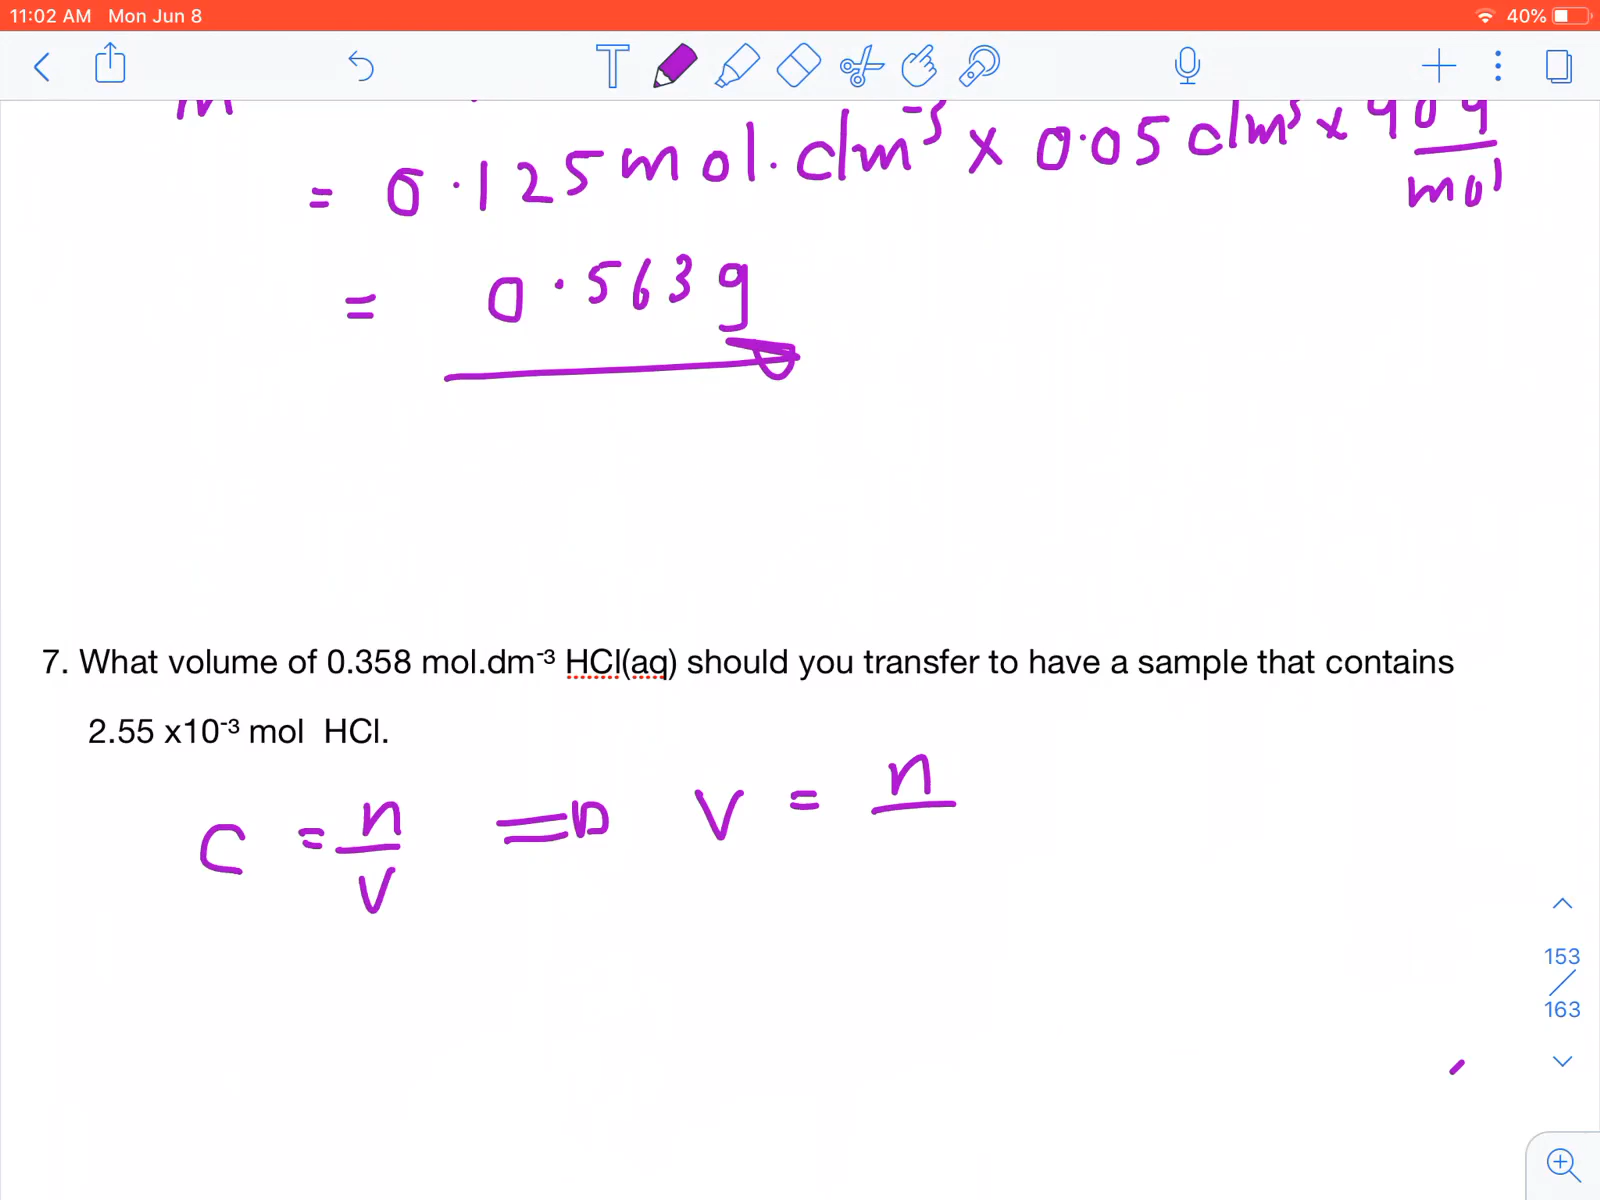 11:02 AM Mon Jun 8 40%
T
= 0.125 mol.dm⁻³ x 0.05 dm³ x
mol
= 0.563 g
7. What volume of 0.358 mol.dm⁻³ HCl(aq) should you transfer to have a sample that contains
2.55 x10⁻³ mol HCl.
C = n/V ⇒ V = n
153
163